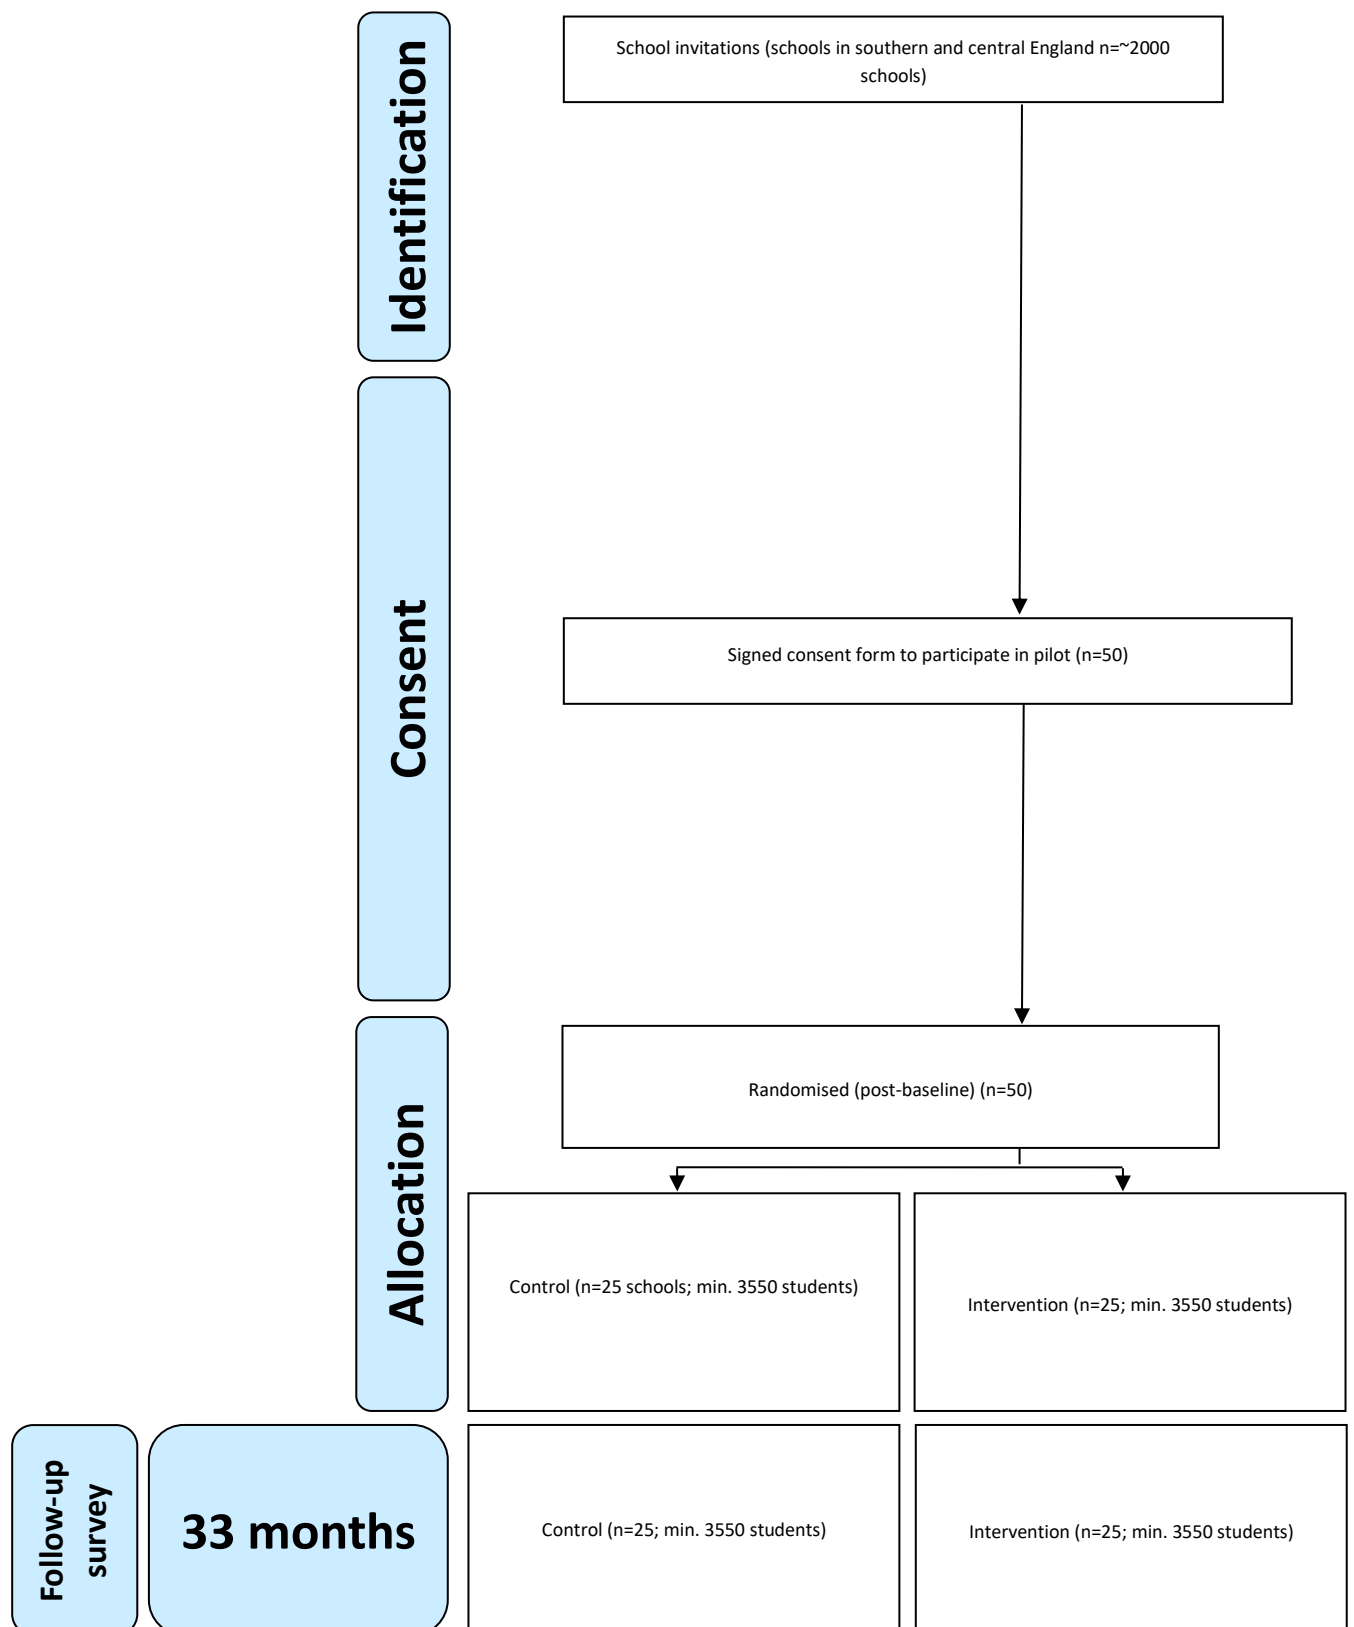 Identification
School invitations (schools in southern and central England n=~2000
schools)
Consent
Signed consent form to participate in pilot (n=50)
Allocation
Randomised (post-baseline) (n=50)
Control (n=25 schools; min. 3550 students)
Intervention (n=25; min. 3550 students)
Follow-up
survey
33 months
Control (n=25; min. 3550 students)
Intervention (n=25; min. 3550 students)